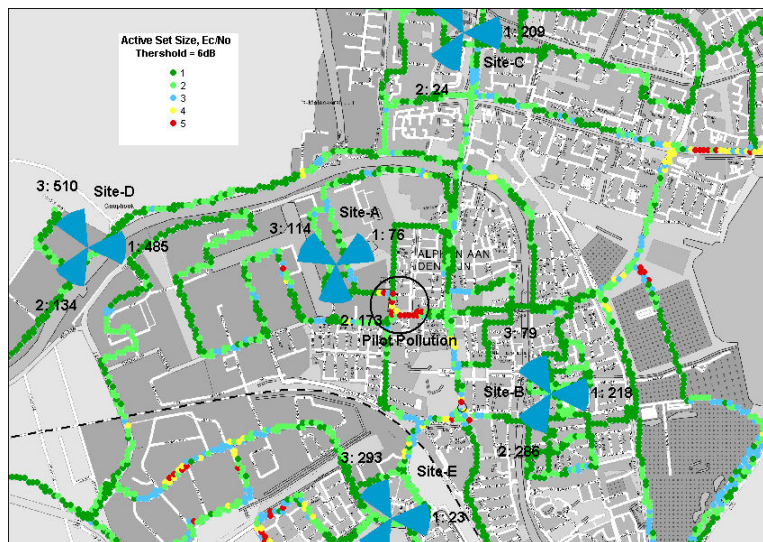 Active Set Size, Ec/No
Thershold = 6dB
1
2
3
4
5
1: 209
Site-C
2: 24
3: 510
Site-D
Site-A
3: 114
1: 76
1: 485
ALPHEN AAN
2: 134
2: 173
3: 79
Pilot Pollution
Site-B
1: 218
2: 286
3: 293
Site-E
1: 23